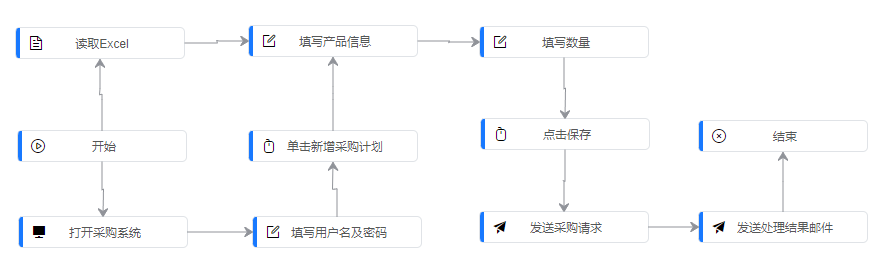 读取Excel
填写产品信息
填写数量
开始
单击新增采购计划
点击保存
结束
打开采购系统
填写用户名及密码
发送采购请求
发送处理结果邮件